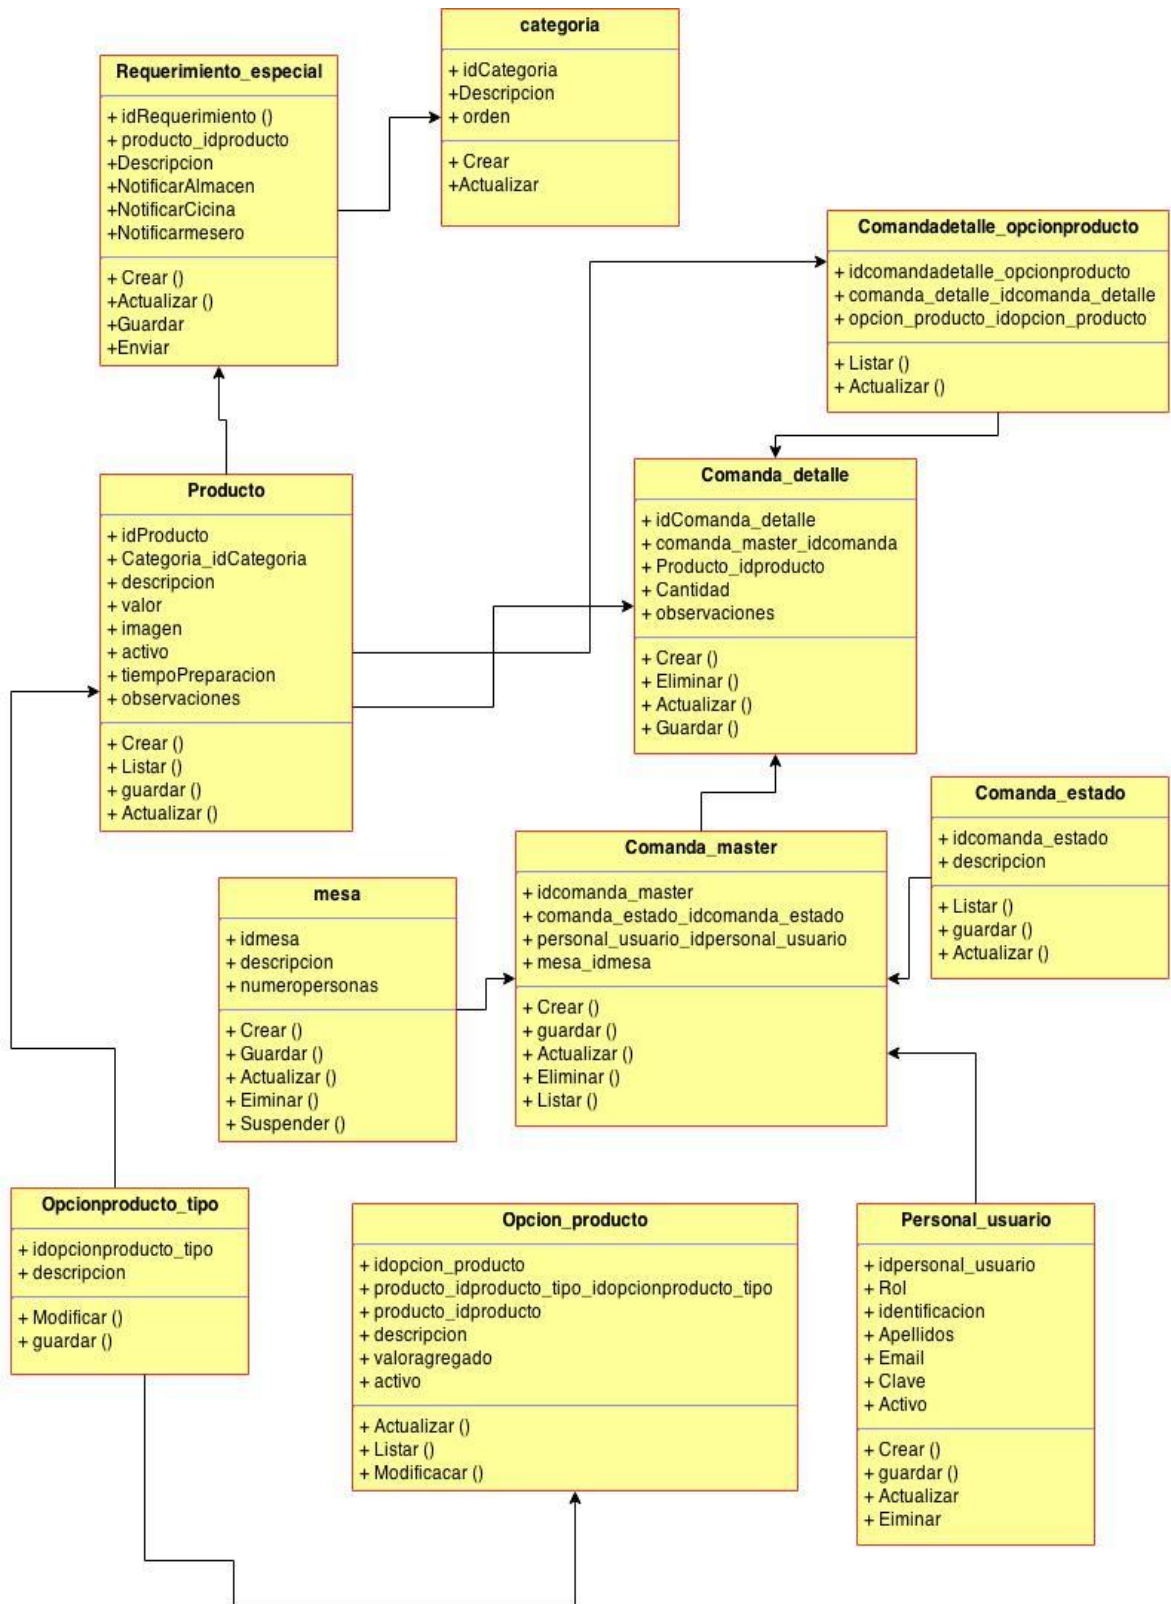 categoria
+ idCategoria
+Descripcion
+ orden
+ Crear
+Actualizar
Requerimiento_especial
+ idRequerimiento ()
+ producto_idproducto
+Descripcion
+NotificarAlmacen
+NotificarCicina
+Notificarmesero
+ Crear ()
+Actualizar ()
+Guardar
+Enviar
Comandadetalle_opcionproducto
+ idcomandadetalle_opcionproducto
+ comanda_detalle_idcomanda_detalle
+ opcion_producto_idopcion_producto
+ Listar ()
+ Actualizar ()
Producto
+ idProducto
+ Categoria_idCategoria
+ descripcion
+ valor
+ imagen
+ activo
+ tiempoPreparacion
+ observaciones
+ Crear ()
+ Listar ()
+ guardar ()
+ Actualizar ()
Comanda_detalle
+ idComanda_detalle
+ comanda_master_idcomanda
+ Producto_idproducto
+ Cantidad
+ observaciones
+ Crear ()
+ Eliminar ()
+ Actualizar ()
+ Guardar ()
Comanda_estado
+ idcomanda_estado
+ descripcion
+ Listar ()
+ guardar ()
+ Actualizar ()
Comanda_master
+ idcomanda_master
+ comanda_estado_idcomanda_estado
+ personal_usuario_idpersonal_usuario
+ mesa_idmesa
+ Crear ()
+ guardar ()
+ Actualizar ()
+ Eliminar ()
+ Listar ()
mesa
+ idmesa
+ descripcion
+ numeropersonas
+ Crear ()
+ Guardar ()
+ Actualizar ()
+ Eiminar ()
+ Suspender ()
Opcionproducto_tipo
+ idopcionproducto_tipo
+ descripcion
+ Modificar ()
+ guardar ()
Opcion_producto
+ idopcion_producto
+ producto_idproducto_tipo_idopcionproducto_tipo
+ producto_idproducto
+ descripcion
+ valoragregado
+ activo
+ Actualizar ()
+ Listar ()
+ Modificacar ()
Personal_usuario
+ idpersonal_usuario
+ Rol
+ identificacion
+ Apellidos
+ Email
+ Clave
+ Activo
+ Crear ()
+ guardar ()
+ Actualizar
+ Eiminar